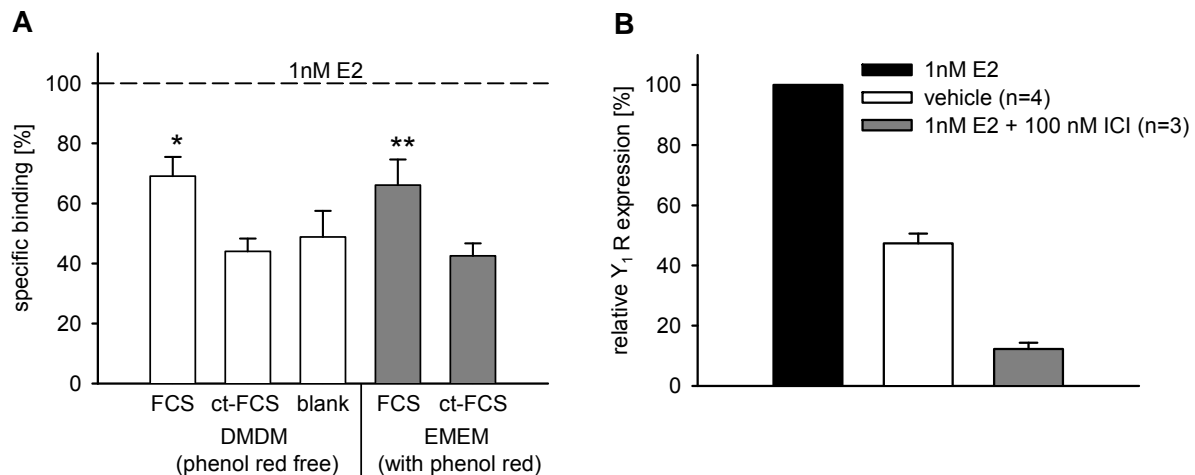 A
specific binding [%]
100
80
60
40
20
0
1nM E2
*
**
FCS ct-FCS blank FCS ct-FCS
DMDM EMEM
(phenol red free) (with phenol red)
B
relative Y1 R expression [%]
100
80
60
40
20
0
1nM E2
vehicle (n=4)
1nM E2 + 100 nM ICI (n=3)